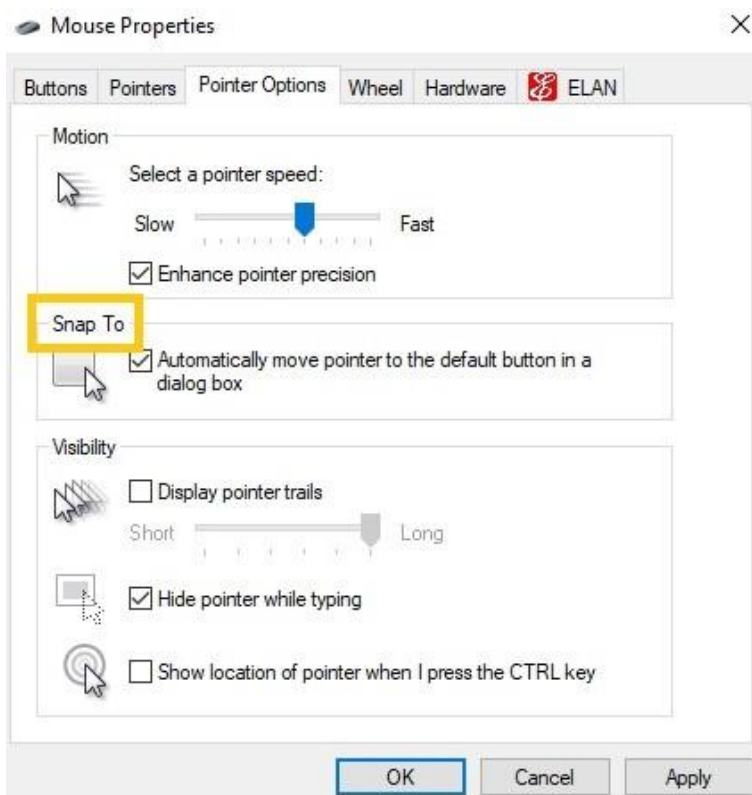 Mouse Properties
Buttons Pointers Pointer Options Wheel Hardware ELAN
Motion
Select a pointer speed:
Slow Fast
Enhance pointer precision
Snap To
Automatically move pointer to the default button in a
dialog box
Visibility
Display pointer trails
Short Long
Hide pointer while typing
Show location of pointer when I press the CTRL key
OK Cancel Apply